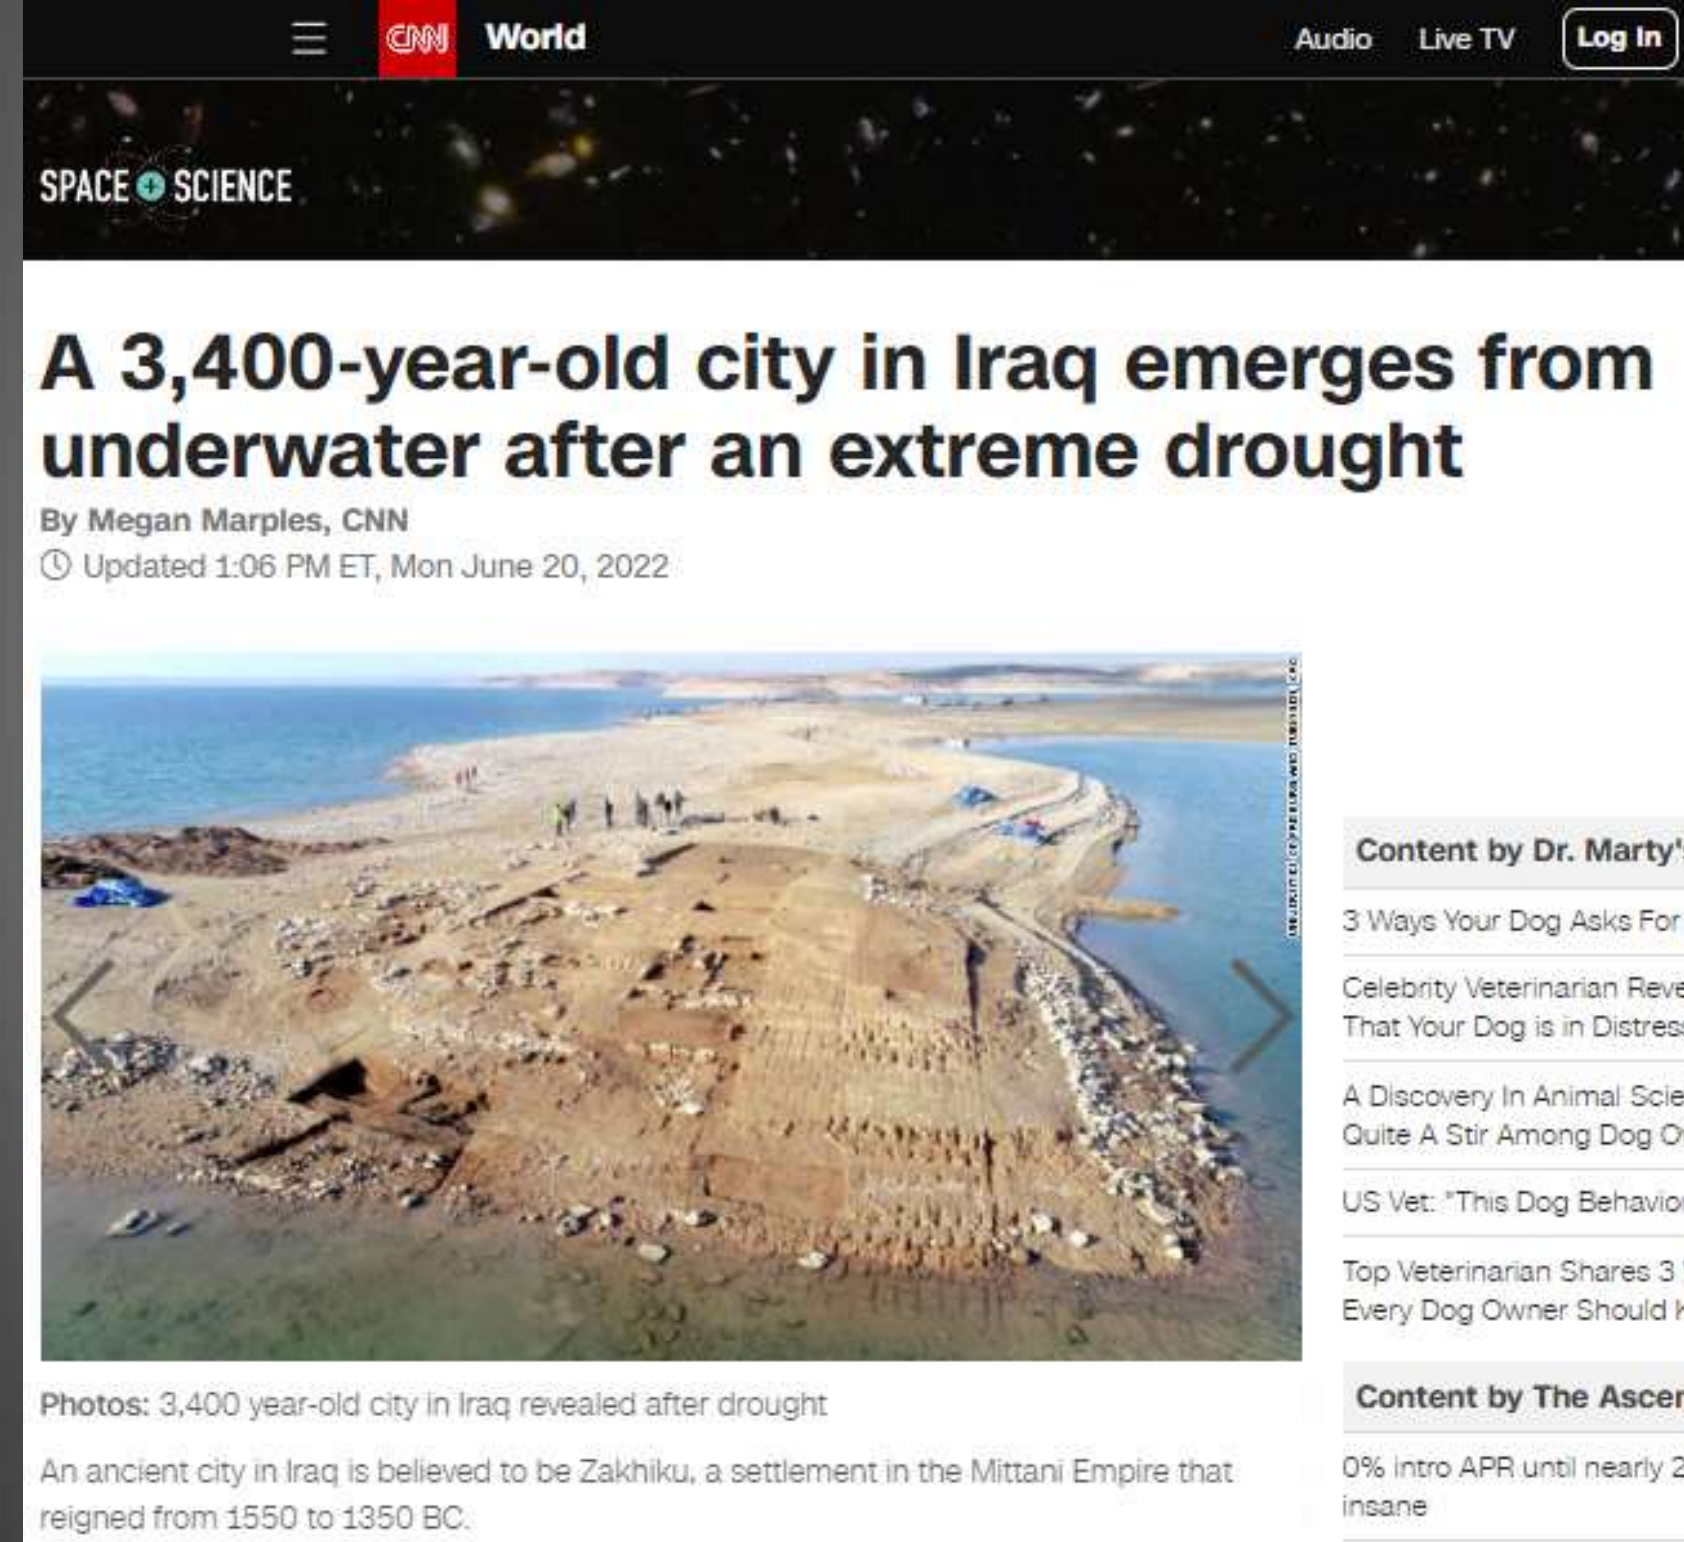 CNN World Audio Live TV Log In
SPACE + SCIENCE
A 3,400-year-old city in Iraq emerges from
underwater after an extreme drought
By Megan Marples, CNN
Updated 1:06 PM ET, Mon June 20, 2022
Photos: 3,400 year-old city in Iraq revealed after drought
An ancient city in Iraq is believed to be Zakhiku, a settlement in the Mittani Empire that
reigned from 1550 to 1350 BC.
Content by Dr. Marty'
3 Ways Your Dog Asks For
Celebrity Veterinarian
That Your Dog is in
A Discovery In Animal
Quite A Stir Among Dog
US Vet: "This Dog
Top Veterinarian Shares 3
Every Dog Owner Should
Content by The
0% intro APR until nearly
insane